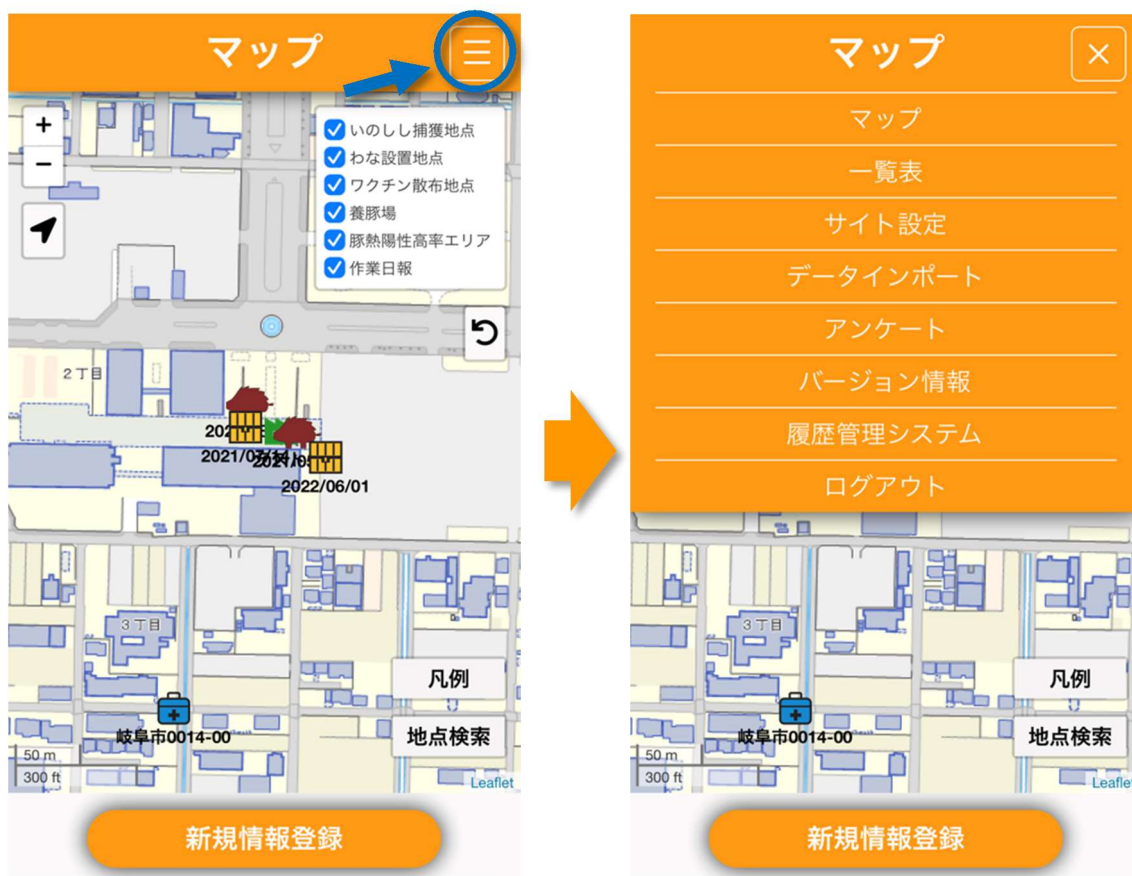 マップ
+
−
いのしし捕獲地点
わな設置地点
ワクチン散布地点
養豚場
豚熱陽性高率エリア
作業日報
2丁目
2021/07/14
2022/06/01
3丁目
岐阜市0014-00
凡例
地点検索
50 m
300 ft
Leaflet
新規情報登録
マップ
×
マップ
一覧表
サイト設定
データインポート
アンケート
バージョン情報
履歴管理システム
ログアウト
3丁目
岐阜市0014-00
凡例
地点検索
50 m
300 ft
Leaflet
新規情報登録